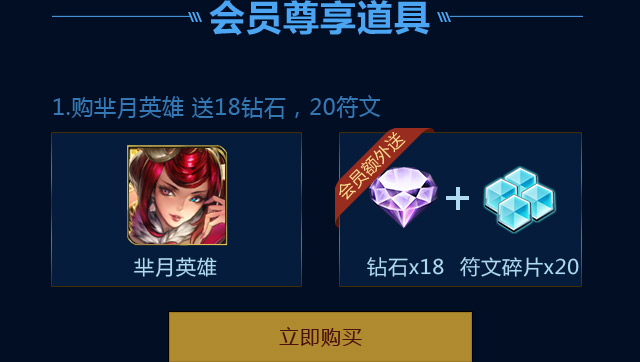 会员尊享道具
1.购芈月英雄 送18钻石，20符文
会员额外送
芈月英雄
钻石x18
符文碎片x20
立即购买